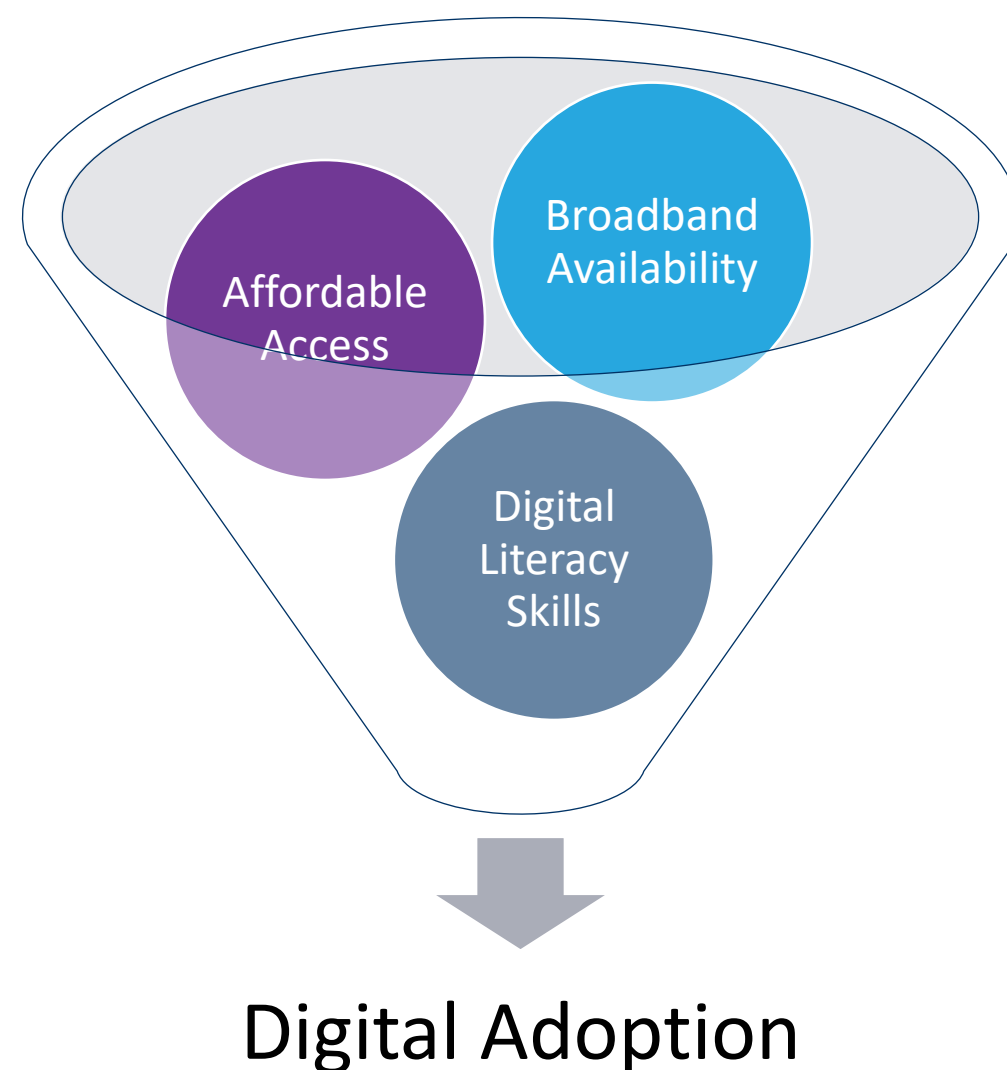 Broadband
Availability
Affordable
Access
Digital
Literacy
Skills
Digital Adoption